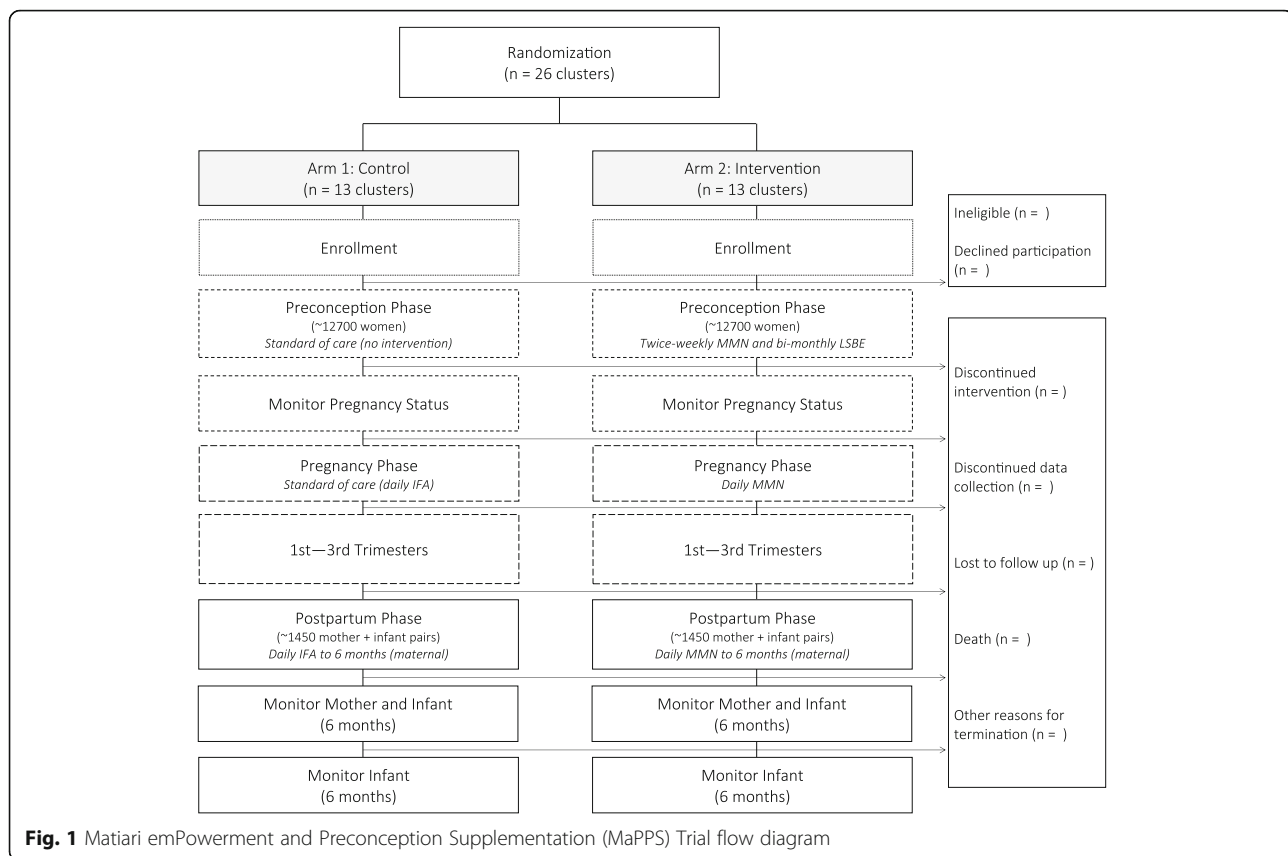 Randomization
(n = 26 clusters)
Arm 1: Control
(n = 13 clusters)
Arm 2: Intervention
(n = 13 clusters)
Ineligible (n =  )
Declined participation
(n =  )
Enrollment
Enrollment
Preconception Phase
(~12700 women)
Standard of care (no intervention)
Preconception Phase
(~12700 women)
Twice-weekly MMN and bi-monthly LSBE
Monitor Pregnancy Status
Monitor Pregnancy Status
Pregnancy Phase
Standard of care (daily IFA)
Pregnancy Phase
Daily MMN
1st—3rd Trimesters
1st—3rd Trimesters
Postpartum Phase
(~1450 mother + infant pairs)
Daily IFA to 6 months (maternal)
Postpartum Phase
(~1450 mother + infant pairs)
Daily MMN to 6 months (maternal)
Monitor Mother and Infant
(6 months)
Monitor Mother and Infant
(6 months)
Monitor Infant
(6 months)
Monitor Infant
(6 months)
Discontinued
intervention (n = )
Discontinued data
collection (n =  )
Lost to follow up (n = )
Death (n =  )
Other reasons for
termination (n =  )
Fig. 1 Matiari emPowerment and Preconception Supplementation (MaPPS) Trial flow diagram